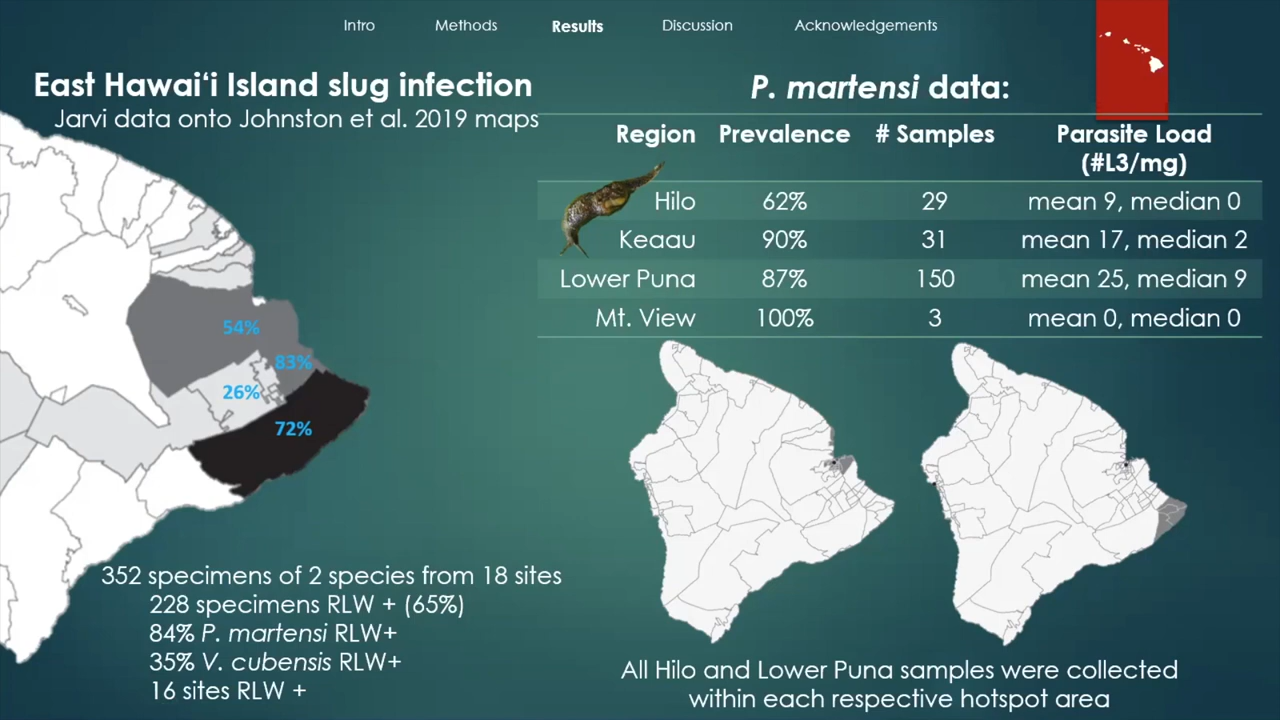 Intro Methods Results Discussion Acknowledgements
East Hawaiʻi Island slug infection
Jarvi data onto Johnston et al. 2019 maps
54%
83%
26%
72%
352 specimens of 2 species from 18 sites
228 specimens RLW + (65%)
84% P. martensi RLW+
35% V. cubensis RLW+
16 sites RLW +
P. martensi data:
Region Prevalence # Samples Parasite Load
(#L3/mg)
Hilo 62% 29 mean 9, median 0
Keaau 90% 31 mean 17, median 2
Lower Puna 87% 150 mean 25, median 9
Mt. View 100% 3 mean 0, median 0
All Hilo and Lower Puna samples were collected
within each respective hotspot area